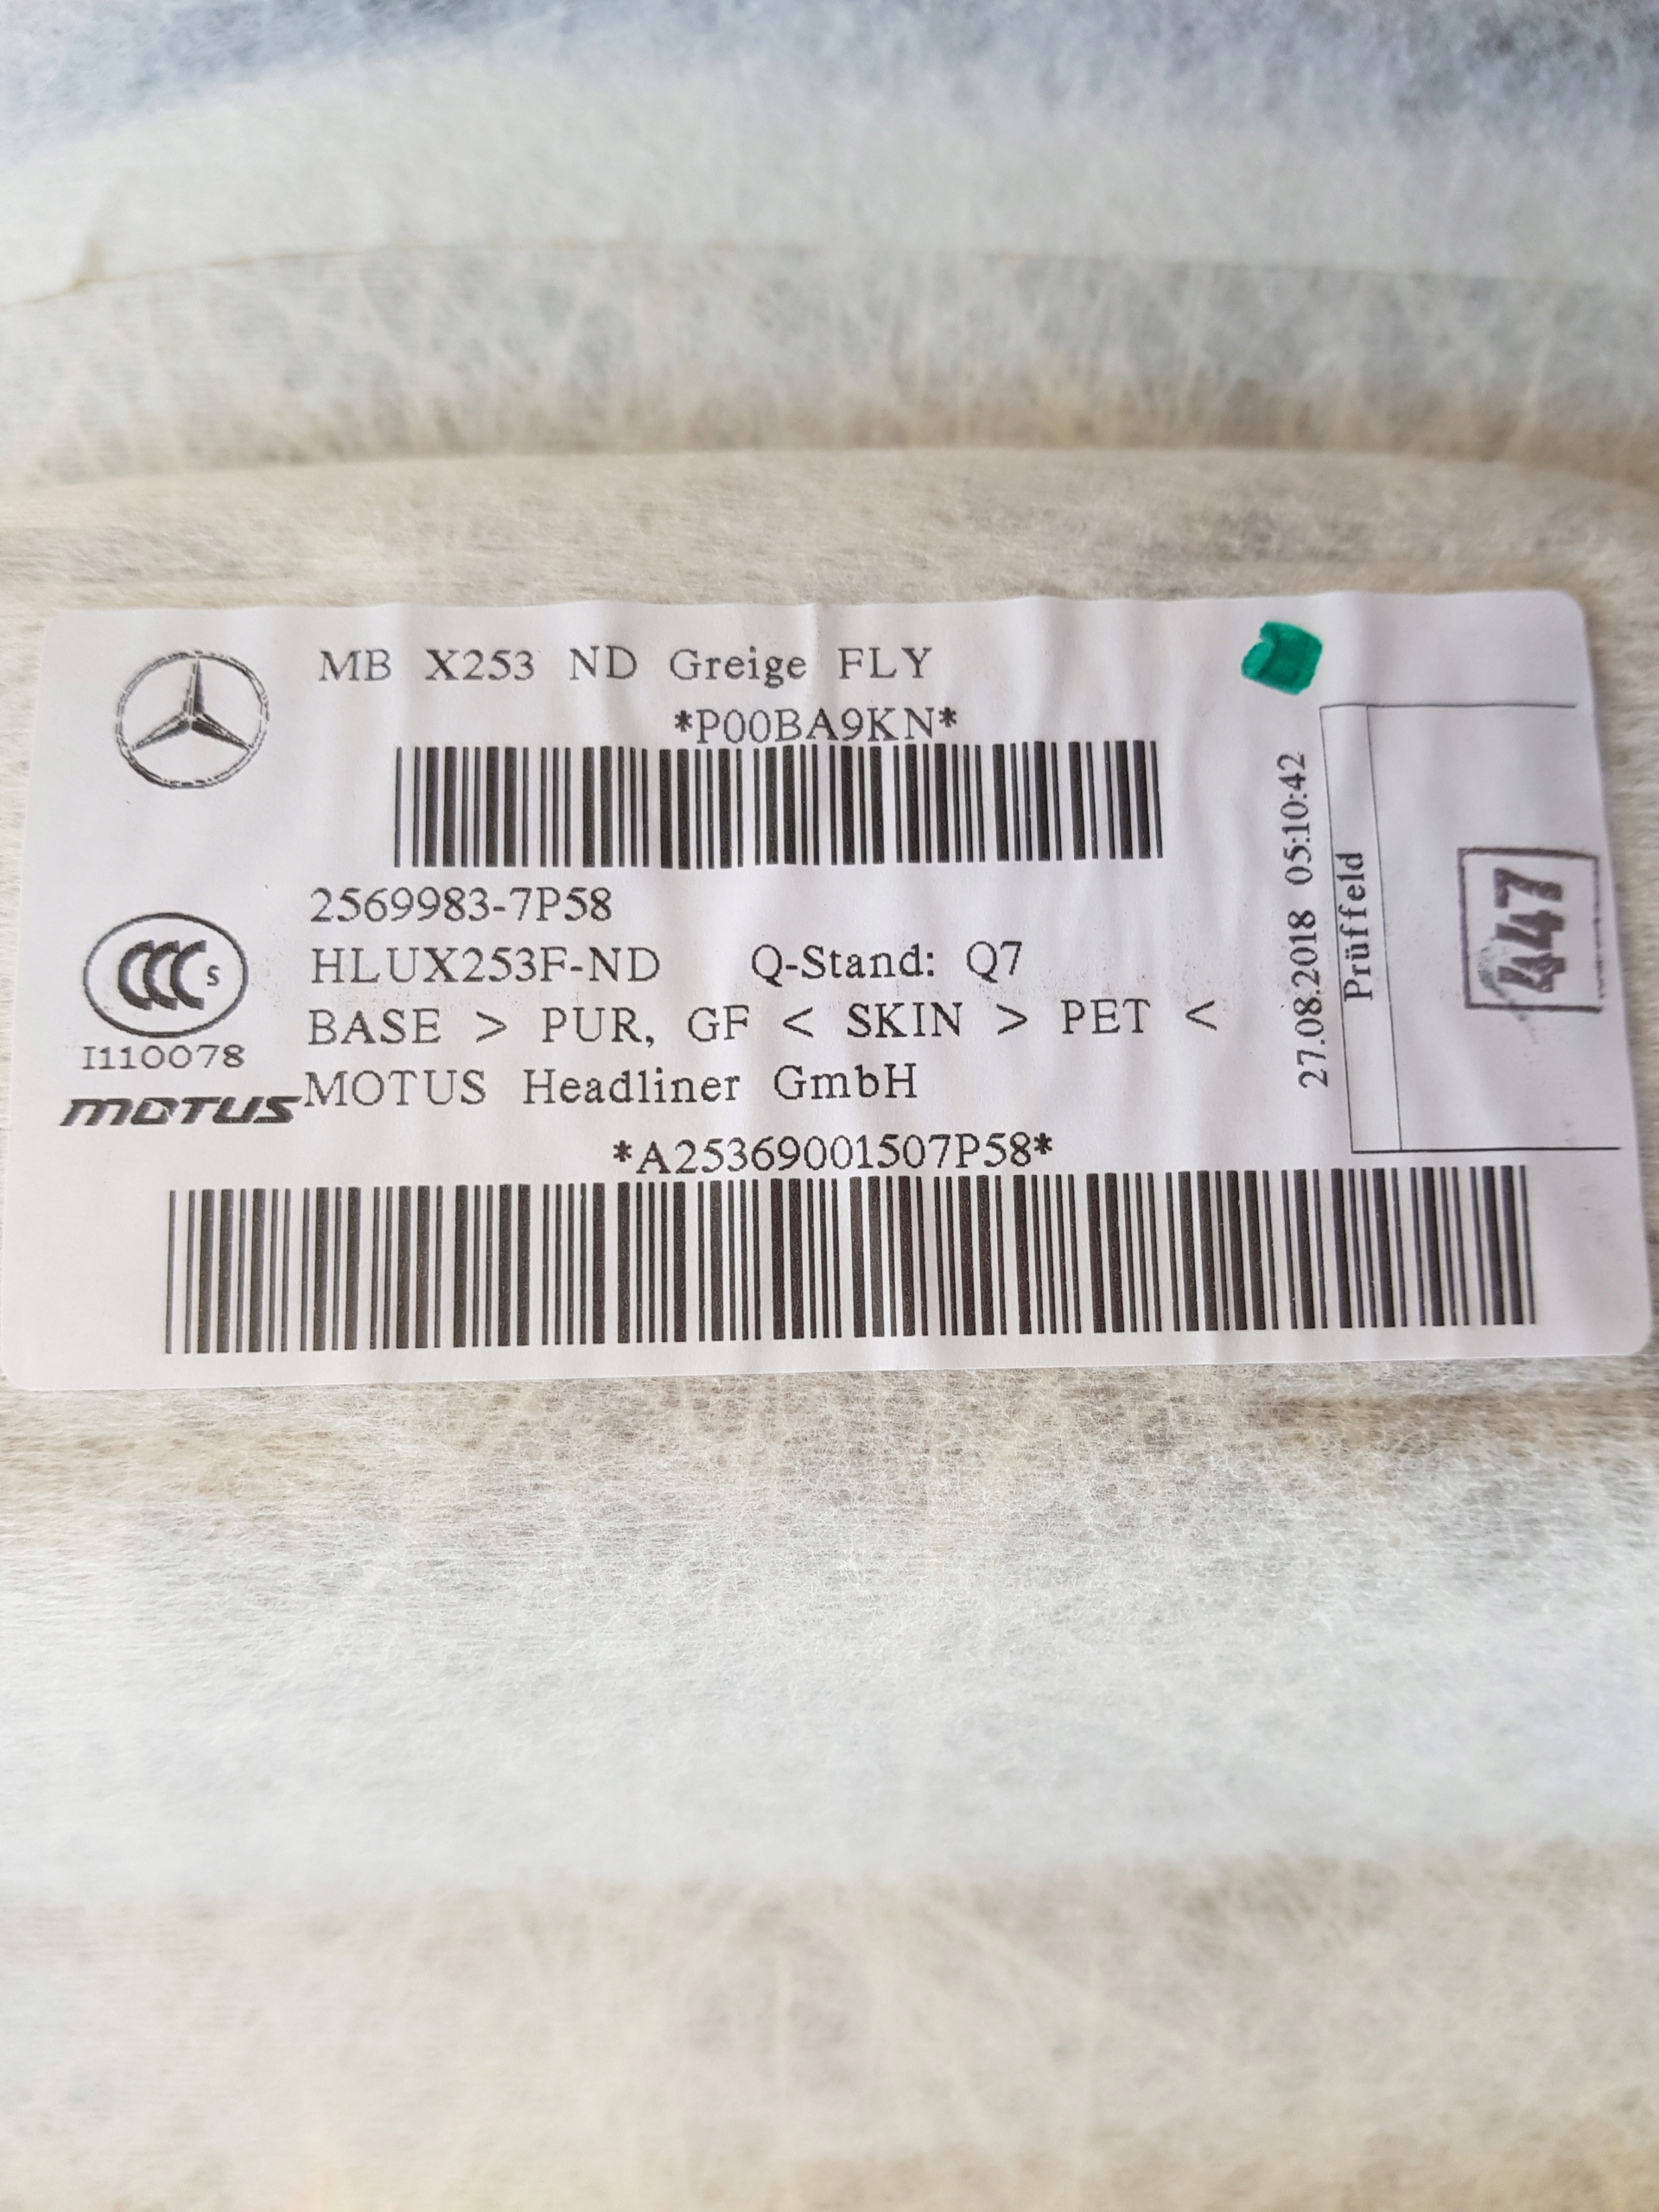 MB X253 ND Greige FLY
*P00BA9KN*
2569983-7P58
HLUX253F-ND Q-Stand: Q7
BASE > PUR, GF < SKIN > PET <
MOTUS Headliner GmbH
*A25369001507P58*
CCC S
I110078
MOTUS
27.08.2018 05:10:42
Prüffeld
447